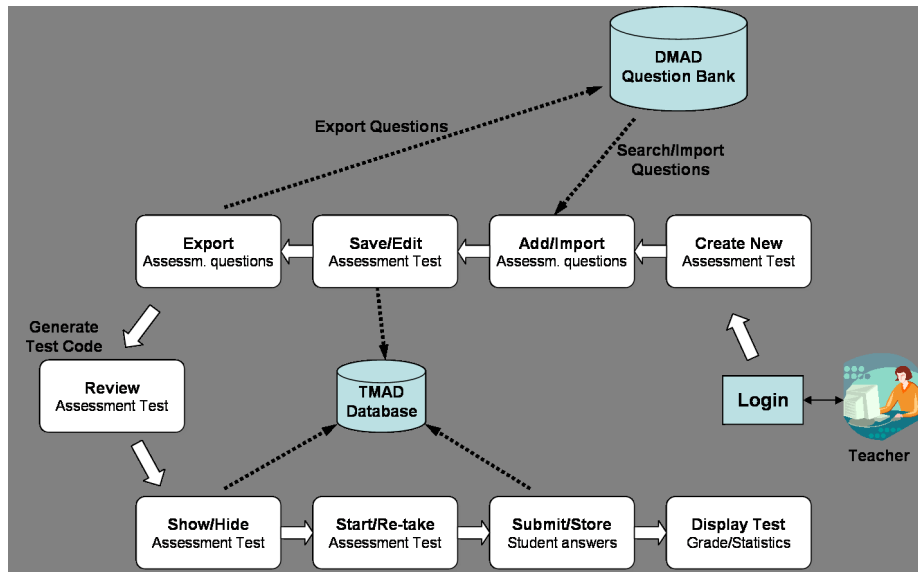 DMAD
Question Bank
Export Questions
Search/Import
Questions
Export
Assessm. questions
Save/Edit
Assessment Test
Add/Import
Assessm. questions
Create New
Assessment Test
Generate
Test Code
Review
Assessment Test
TMAD
Database
Login
Teacher
Show/Hide
Assessment Test
Start/Re-take
Assessment Test
Submit/Store
Student answers
Display Test
Grade/Statistics